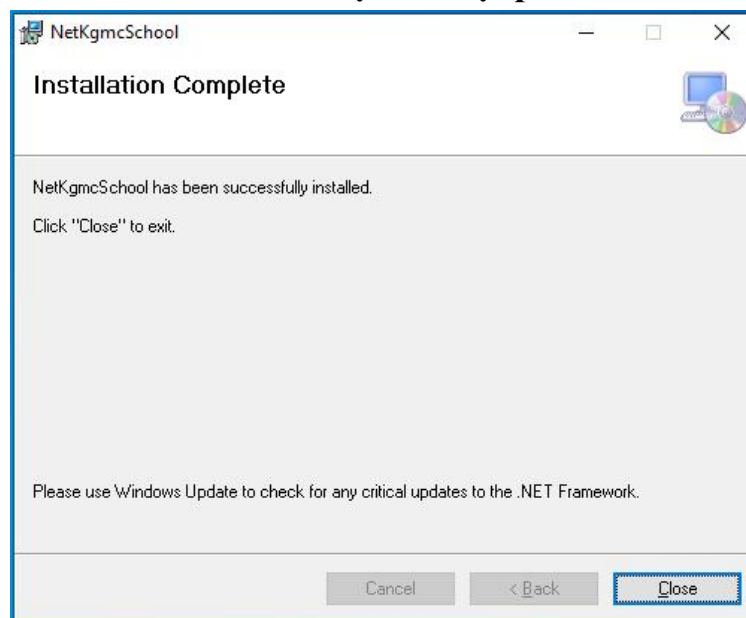 NetKgmcSchool
Installation Complete
NetKgmcSchool has been successfully installed.
Click "Close" to exit.
Please use Windows Update to check for any critical updates to the .NET Framework.
Cancel
< Back
Close